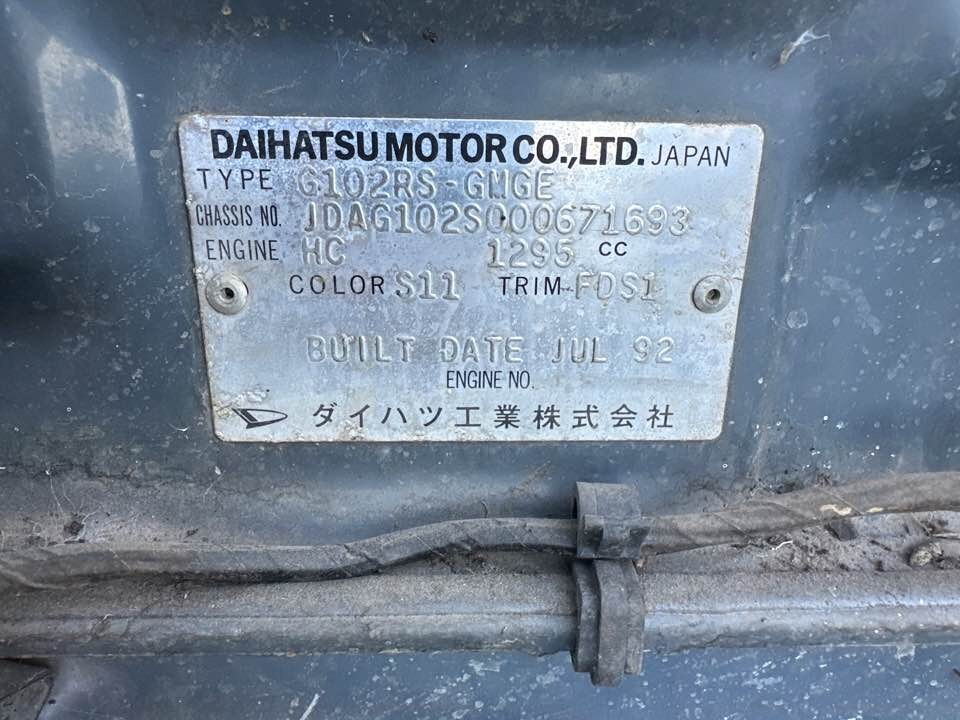 DAIHATSU MOTOR CO.,LTD. JAPAN
TYPE G102RS-GMGE
CHASSIS NO. JDAG102S000671693
ENGINE HC 1295 CC
COLOR S11 TRIM FDS1
BUILT DATE JUL 92
ENGINE NO.
ダイハツ工業株式会社